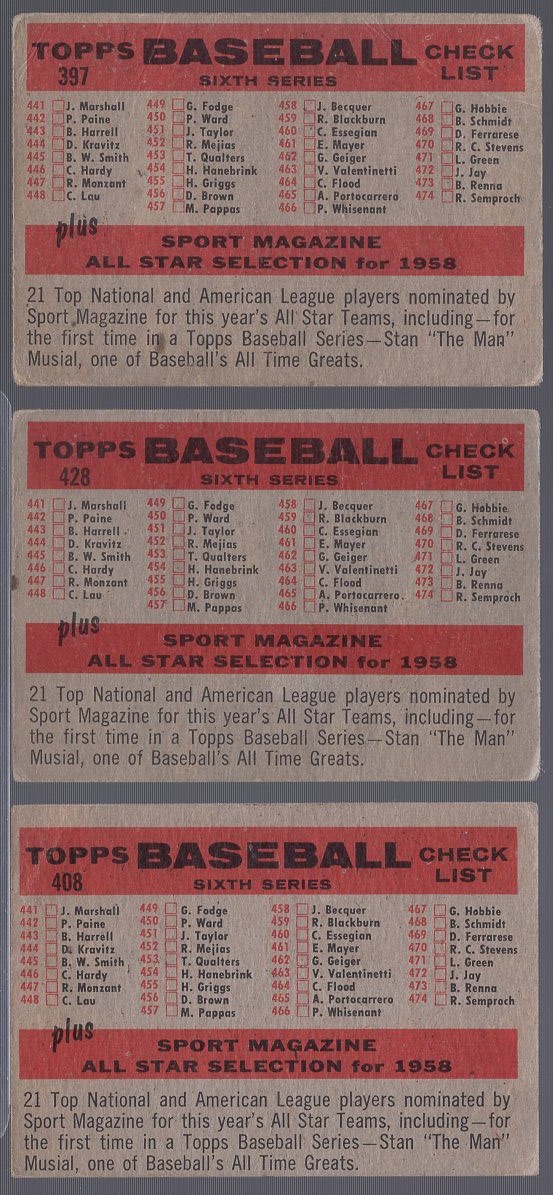 TOPPS BASEBALL CHECK LIST
397 SIXTH SERIES
441 J. Marshall
442 P. Paine
443 B. Harrell
444 D. Kravitz
445 B. W. Smith
446 C. Hardy
447 R. Monzant
448 C. Lau
449 G. Fodge
450 P. Ward
451 J. Taylor
452 R. Mejias
453 T. Qualters
454 H. Hanebrink
455 H. Griggs
456 D. Brown
457 M. Pappas
458 J. Becquer
459 R. Blackburn
460 C. Essegian
461 E. Mayer
462 G. Geiger
463 V. Valentinetti
464 C. Flood
465 A. Portocarrero
466 P. Whisenant
467 G. Hobbie
468 B. Schmidt
469 D. Ferrarese
470 R. C. Stevens
471 L. Green
472 J. Jay
473 B. Renna
474 R. Semproch
plus
SPORT MAGAZINE
ALL STAR SELECTION for 1958
21 Top National and American League players nominated by
Sport Magazine for this year's All Star Teams, including—for
the first time in a Topps Baseball Series—Stan "The Man"
Musial, one of Baseball's All Time Greats.
TOPPS BASEBALL CHECK LIST
428 SIXTH SERIES
441 J. Marshall
442 P. Paine
443 B. Harrell
444 D. Kravitz
445 B. W. Smith
446 C. Hardy
447 R. Monzant
448 C. Lau
449 G. Fodge
450 P. Ward
451 J. Taylor
452 R. Mejias
453 T. Qualters
454 H. Hanebrink
455 H. Griggs
456 D. Brown
457 M. Pappas
458 J. Becquer
459 R. Blackburn
460 C. Essegian
461 E. Mayer
462 G. Geiger
463 V. Valentinetti
464 C. Flood
465 A. Portocarrero
466 P. Whisenant
467 G. Hobbie
468 B. Schmidt
469 D. Ferrarese
470 R. C. Stevens
471 L. Green
472 J. Jay
473 B. Renna
474 R. Semproch
plus
SPORT MAGAZINE
ALL STAR SELECTION for 1958
21 Top National and American League players nominated by
Sport Magazine for this year's All Star Teams, including—for
the first time in a Topps Baseball Series—Stan "The Man"
Musial, one of Baseball's All Time Greats.
TOPPS BASEBALL CHECK LIST
408 SIXTH SERIES
441 J. Marshall
442 P. Paine
443 B. Harrell
444 D. Kravitz
445 B. W. Smith
446 C. Hardy
447 R. Monzant
448 C. Lau
449 G. Fodge
450 P. Ward
451 J. Taylor
452 R. Mejias
453 T. Qualters
454 H. Hanebrink
455 H. Griggs
456 D. Brown
457 M. Pappas
458 J. Becquer
459 R. Blackburn
460 C. Essegian
461 E. Mayer
462 G. Geiger
463 V. Valentinetti
464 C. Flood
465 A. Portocarrero
466 P. Whisenant
467 G. Hobbie
468 B. Schmidt
469 D. Ferrarese
470 R. C. Stevens
471 L. Green
472 J. Jay
473 B. Renna
474 R. Semproch
plus
SPORT MAGAZINE
ALL STAR SELECTION for 1958
21 Top National and American League players nominated by
Sport Magazine for this year's All Star Teams, including—for
the first time in a Topps Baseball Series—Stan "The Man"
Musial, one of Baseball's All Time Greats.